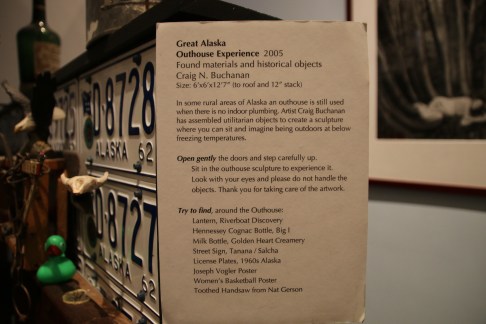 Great Alaska
Outhouse Experience 2005
Found materials and historical objects
Craig N. Buchanan
Size: 6'x6'x12'7" (to roof and 12" stack)
In some rural areas of Alaska an outhouse is still used
when there is no indoor plumbing. Artist Craig Buchanan
has assembled utilitarian objects to create a sculpture
where you can sit and imagine being outdoors at below
freezing temperatures.
Open gently the doors and step carefully up.
Sit in the outhouse sculpture to experience it.
Look with your eyes and please do not handle the
objects. Thank you for taking care of the artwork.
Try to find, around the Outhouse:
Lantern, Riverboat Discovery
Hennessey Cognac Bottle, Big I
Milk Bottle, Golden Heart Creamery
Street Sign, Tanana / Salcha
License Plates, 1960s Alaska
Joseph Vogler Poster
Women's Basketball Poster
Toothed Handsaw from Nat Gerson
D·8728
ALASKA 62
D·8727
ALASKA 62